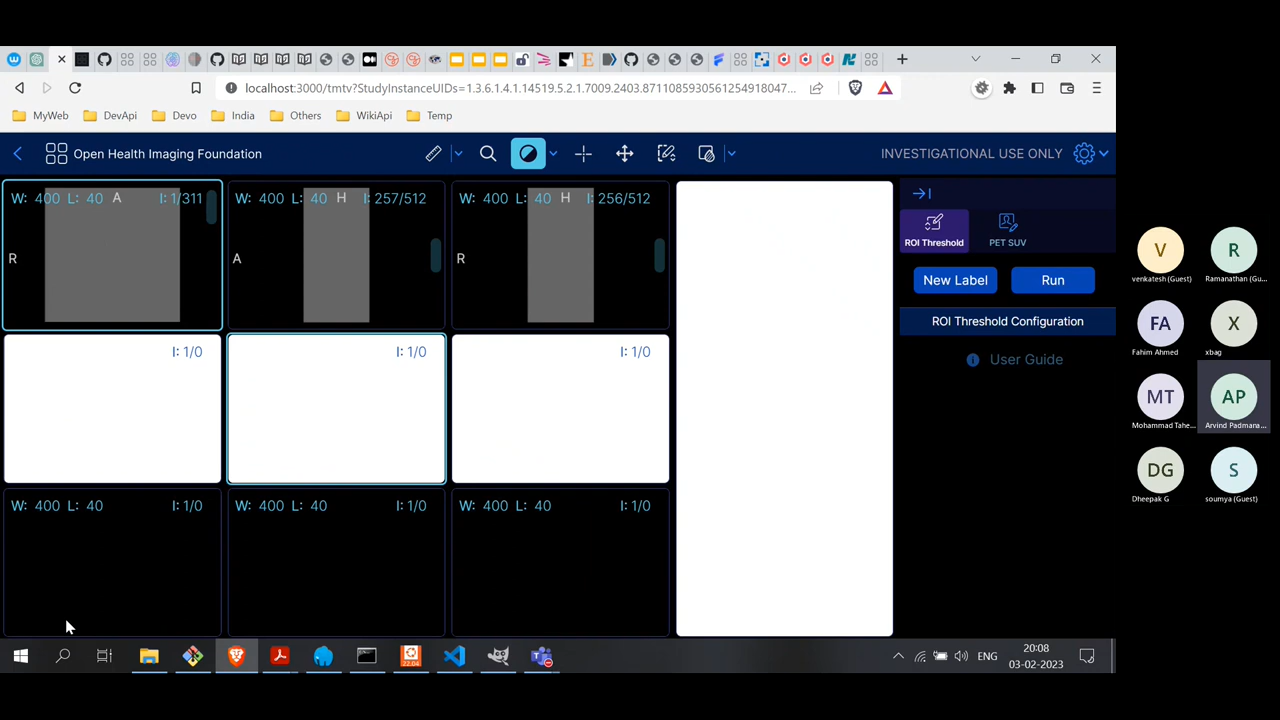 localhost:3000/tmtv?StudyInstanceUIDs=1.3.6.1.4.1.14519.5.2.1.7009.2403.871108593056125491804​7...
MyWeb
DevApi
Devo
India
Others
WikiApi
Temp
Open Health Imaging Foundation
INVESTIGATIONAL USE ONLY
W: 400 L: 40 A I: 1/311
R
W: 400 L: 40 H I: 257/512
A
W: 400 L: 40 H I: 256/512
R
I: 1/0
I: 1/0
I: 1/0
W: 400 L: 40 I: 1/0
W: 400 L: 40 I: 1/0
W: 400 L: 40 I: 1/0
ROI Threshold
PET SUV
New Label
Run
ROI Threshold Configuration
User Guide
V
venkatesh (Guest)
R
Ramanathan (Gu...
FA
Fahim Ahmed
X
xbag
MT
Mohammad Tahe...
AP
Arvind Padmana...
DG
Dheepak G
S
soumya (Guest)
22.04
ENG
20:08
03-02-2023